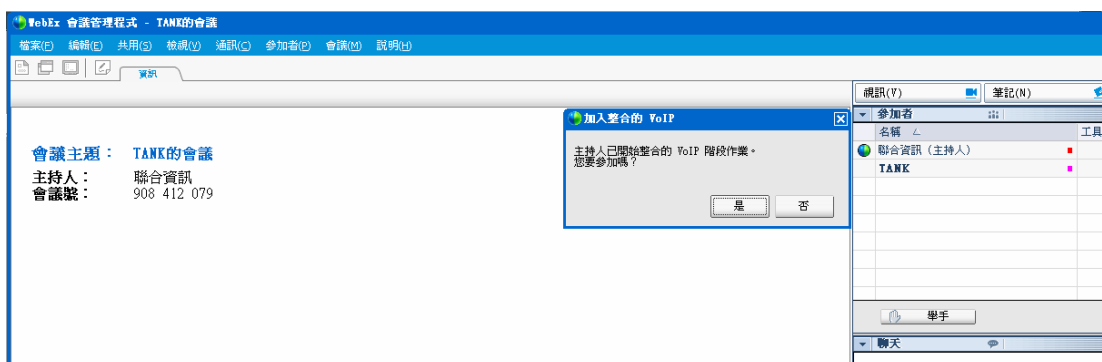 WebEx 會議管理程式 - TANK的會議
檔案(F) 編輯(E) 共用(S) 檢視(V) 通訊(C) 參加者(P) 會議(M) 說明(H)
資訊
視訊(V) 筆記(N)
加入整合的 VoIP
參加者
名稱 工具
主持人已開始整合的 VoIP 階段作業。
您要參加嗎？
會議主題： TANK的會議
聯合資訊（主持人）
主持人： 聯合資訊
TANK
會議號： 908 412 079
是 否
舉手
聊天